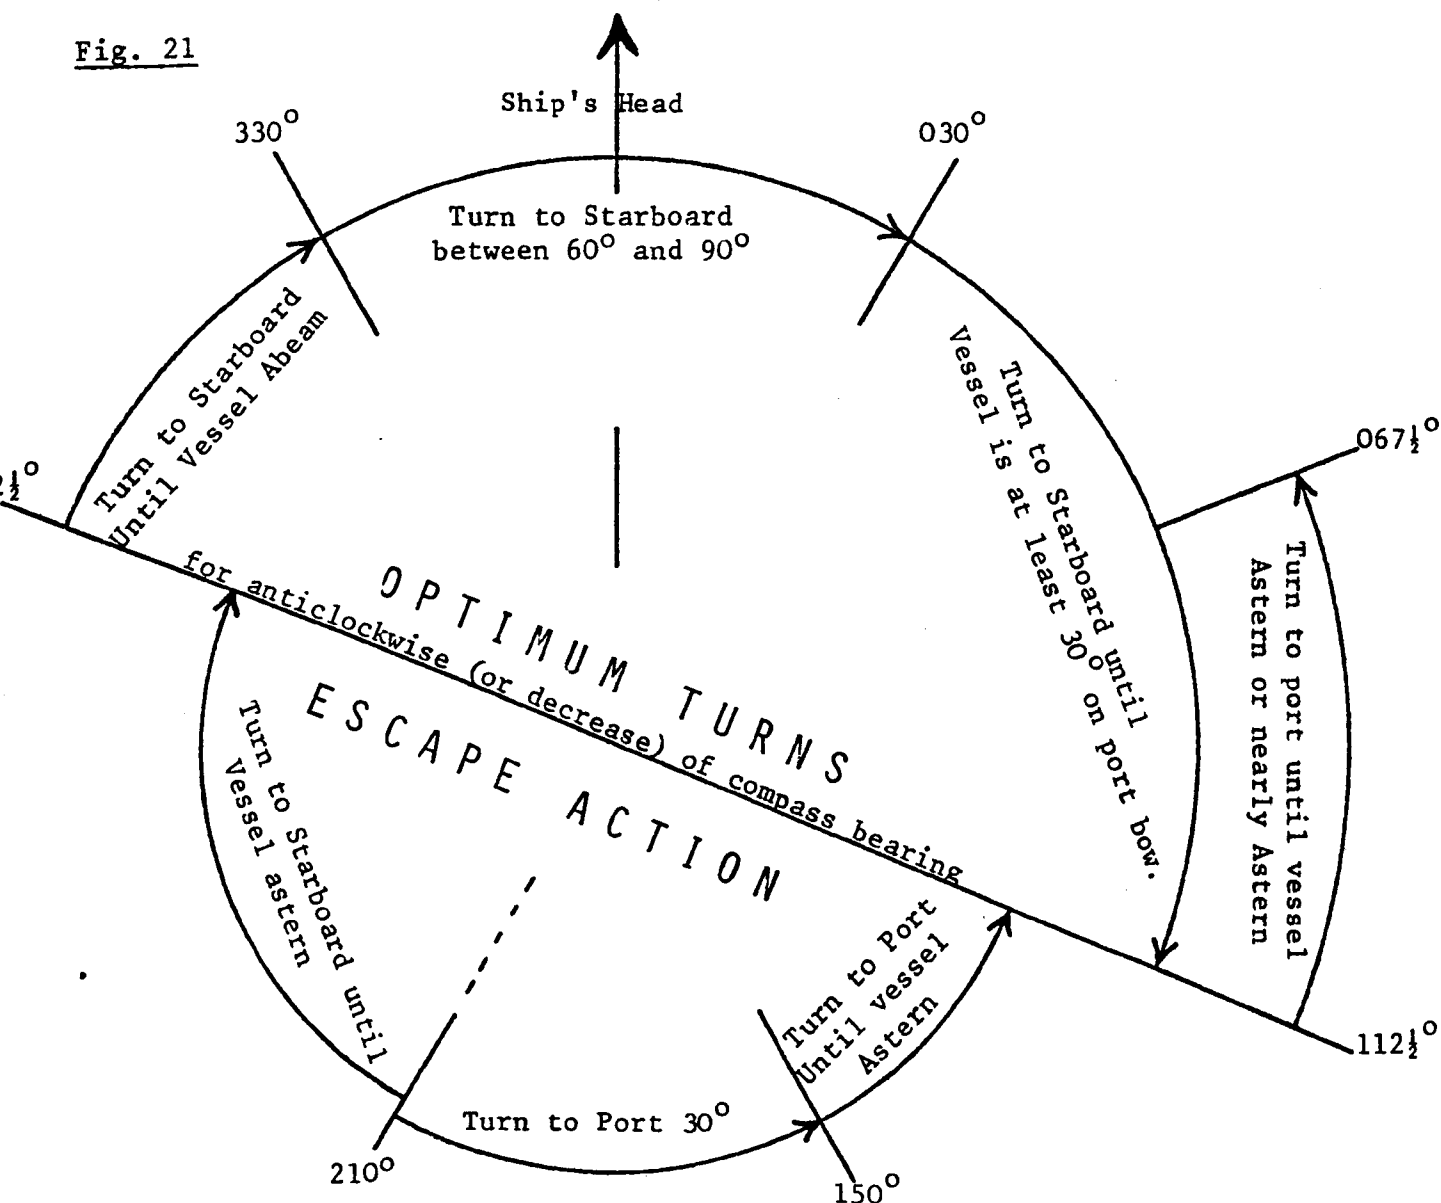 Fig. 21
Ship's Head
330°
030°
Turn to Starboard
between 60° and 90°
Turn to Starboard
Until Vessel Abeam
Turn to Starboard until
Vessel is at least 30° on port bow.
067½°
2½°
Turn to port until vessel
Astern or nearly Astern
OPTIMUM TURNS
for anticlockwise (or decrease) of compass bearing
ESCAPE ACTION
Turn to Starboard until
Vessel astern
Turn to Port
Until vessel
Astern
112½°
Turn to Port 30°
210°
150°